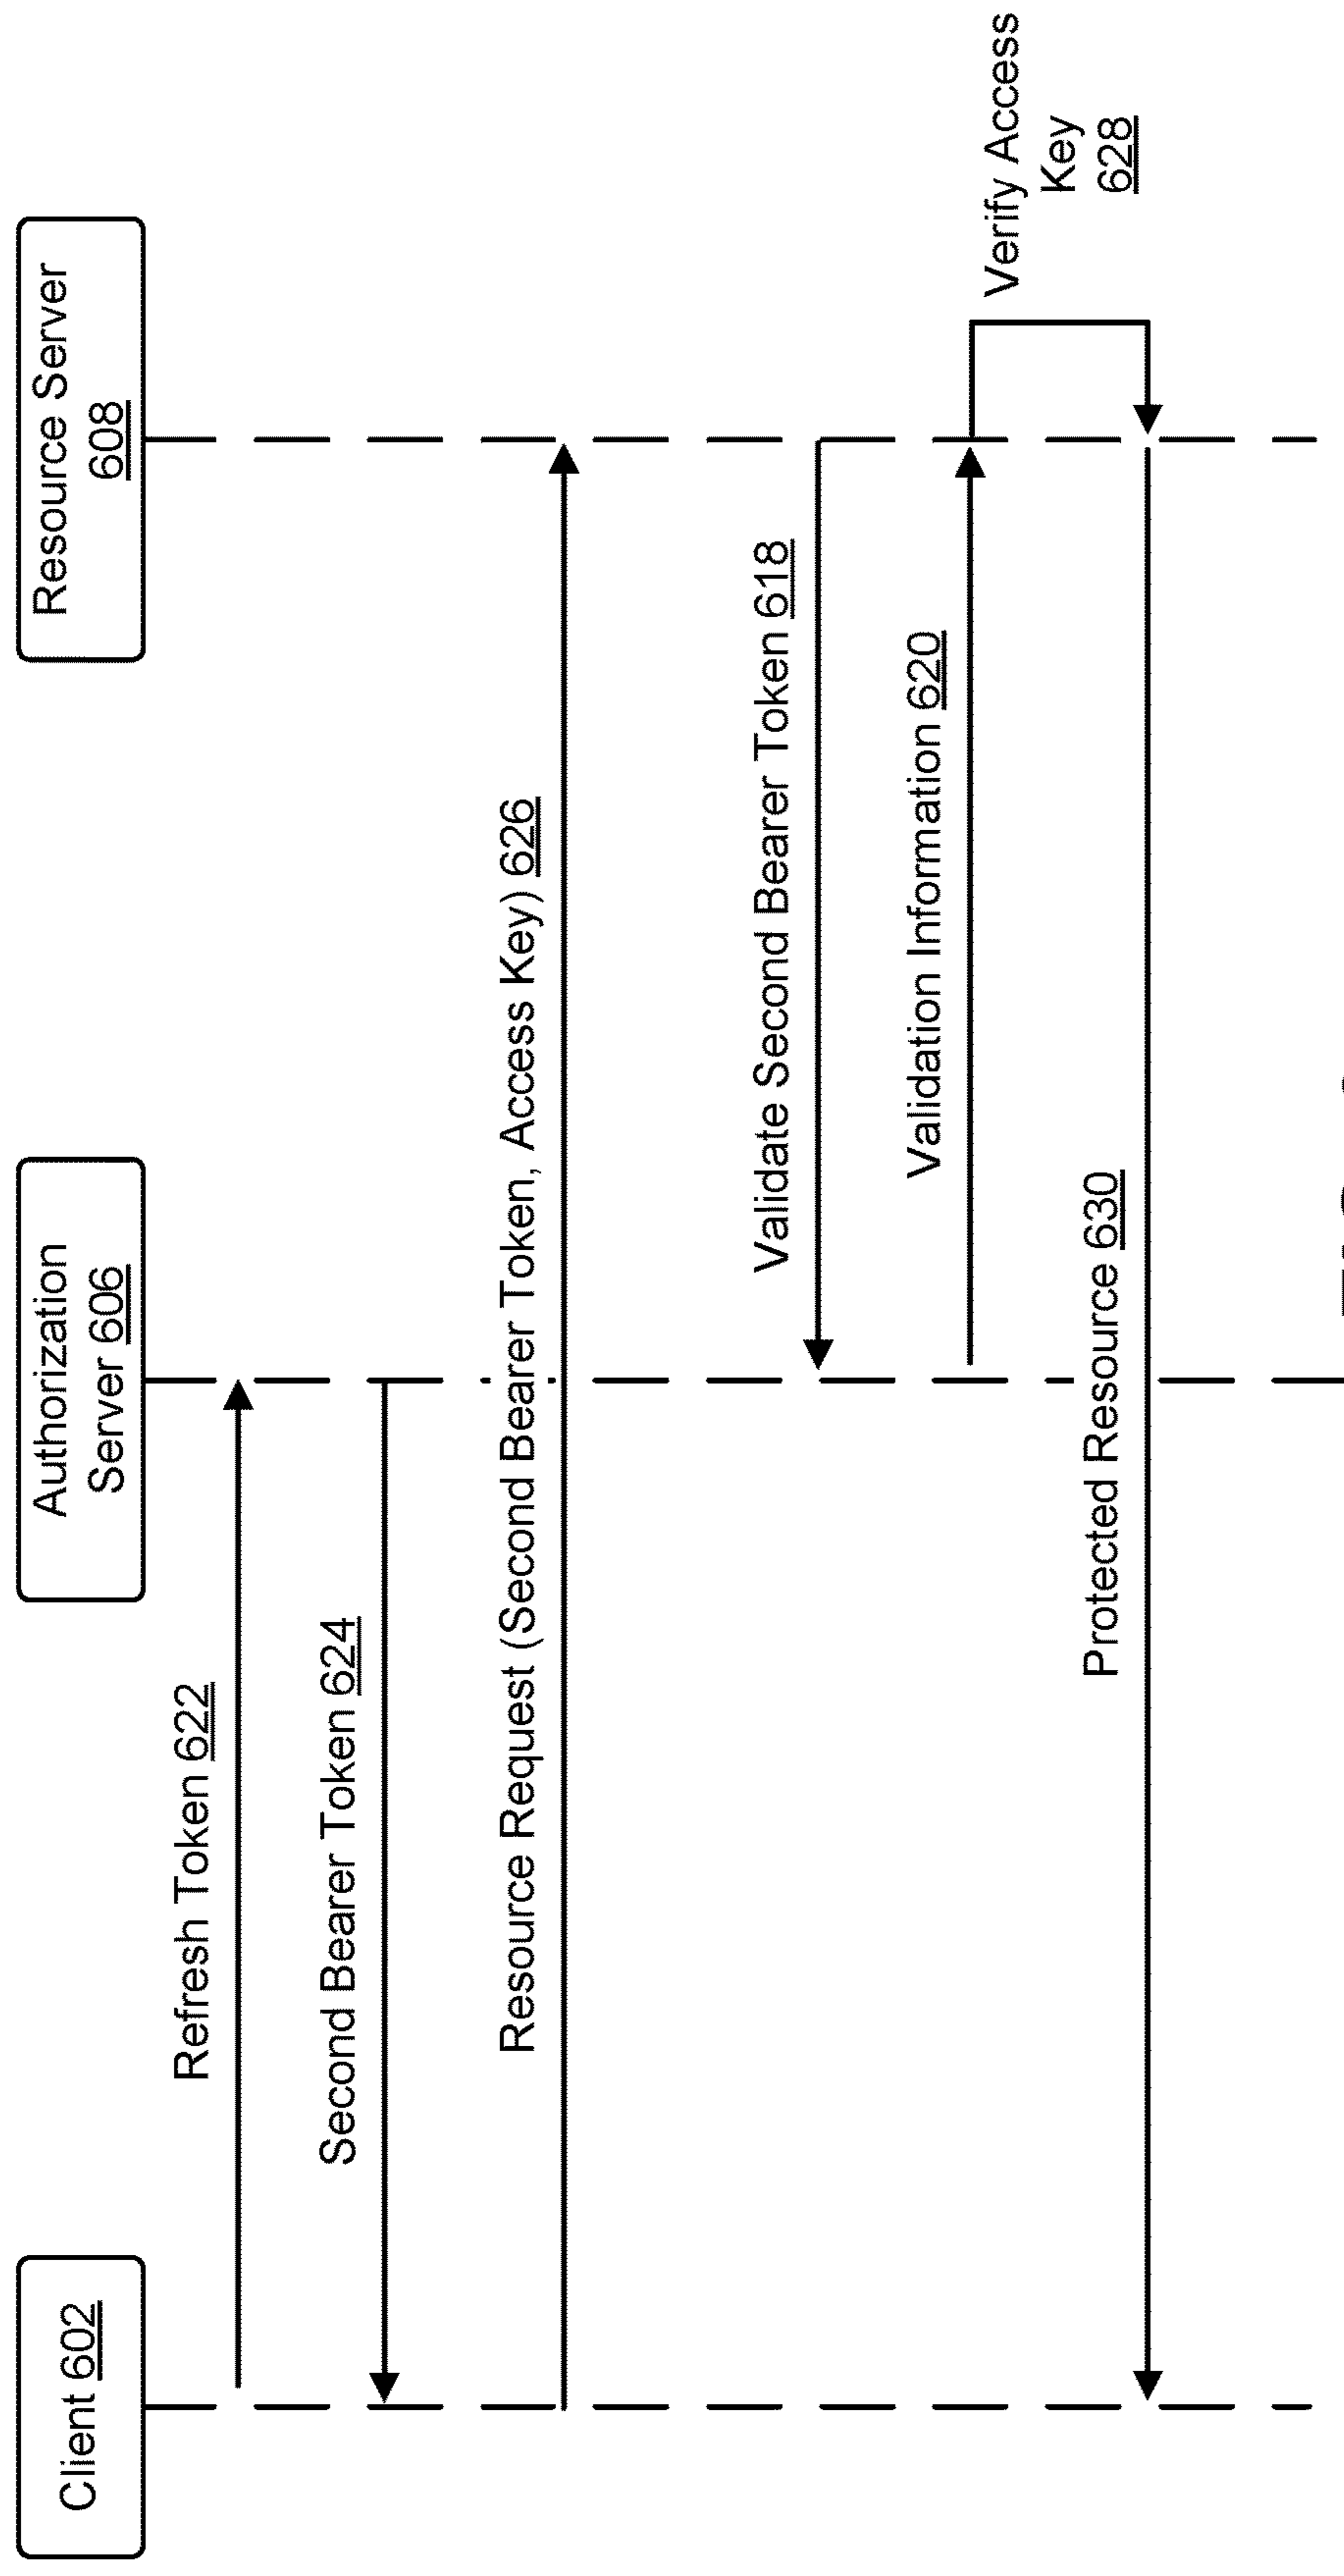 Client 602
Authorization
Server 606
Resource Server
608
Refresh Token 622
Second Bearer Token 624
Resource Request (Second Bearer Token, Access Key) 626
Validate Second Bearer Token 618
Validation Information 620
Verify Access
Key
628
Protected Resource 630